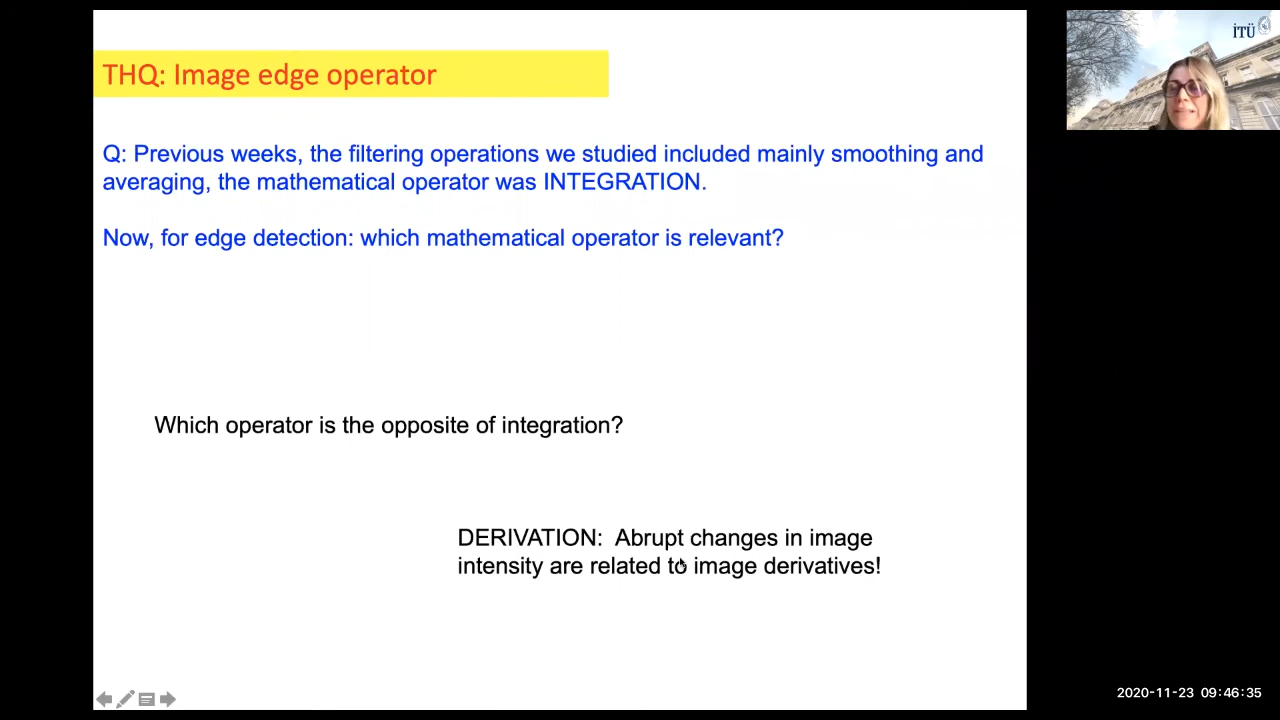 THQ: Image edge operator
Q: Previous weeks, the filtering operations we studied included mainly smoothing and
averaging, the mathematical operator was INTEGRATION.
Now, for edge detection: which mathematical operator is relevant?
Which operator is the opposite of integration?
DERIVATION: Abrupt changes in image
intensity are related to image derivatives!
İTÜ
2020-11-23 09:46:35